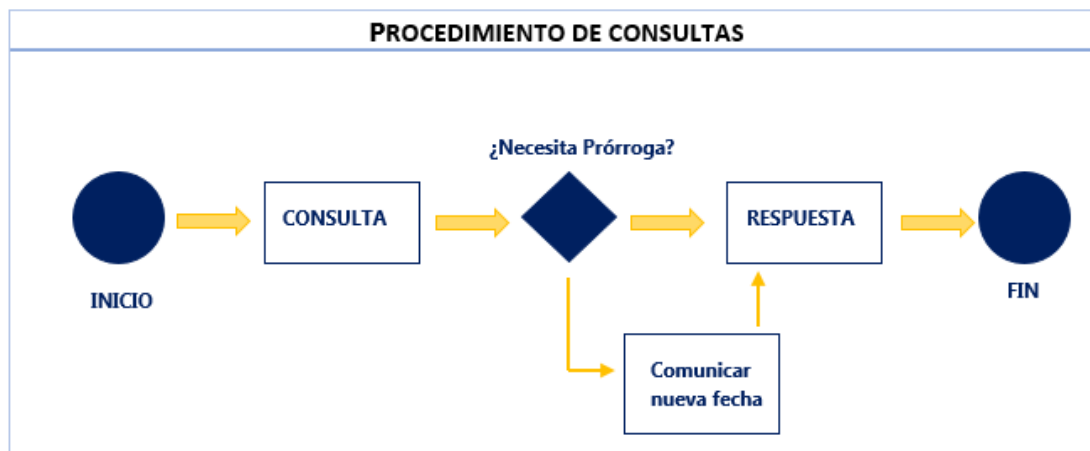 PROCEDIMIENTO DE CONSULTAS
¿Necesita Prórroga?
CONSULTA
RESPUESTA
INICIO
FIN
Comunicar
nueva fecha